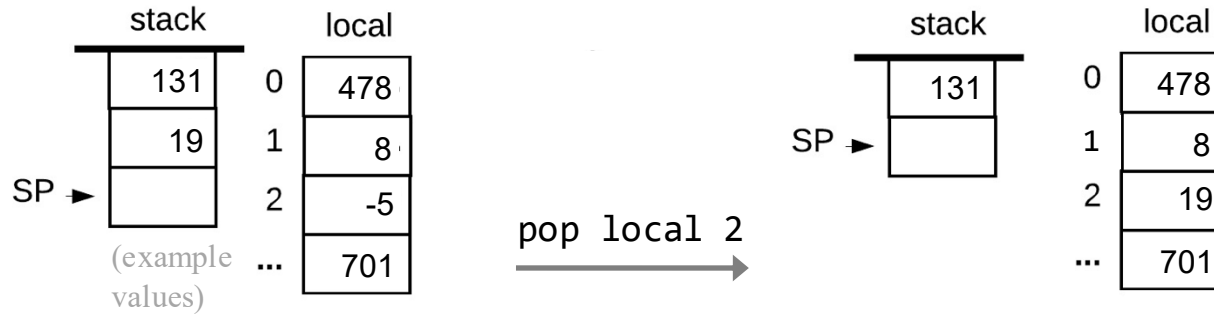 stack local
131 0 478
19 1 8
SP 2 -5
(example ... 701
values)
pop local 2
stack local
131 0 478
SP 1 8
2 19
... 701